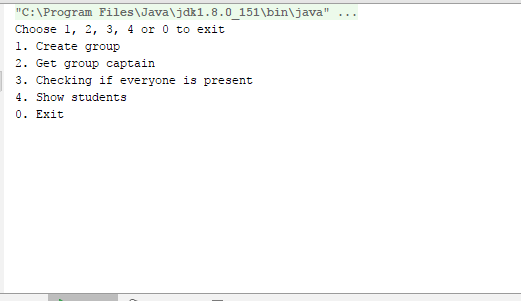 "C:\Program Files\Java\jdk1.8.0_151\bin\java" ...
Choose 1, 2, 3, 4 or 0 to exit
1. Create group
2. Get group captain
3. Checking if everyone is present
4. Show students
0. Exit